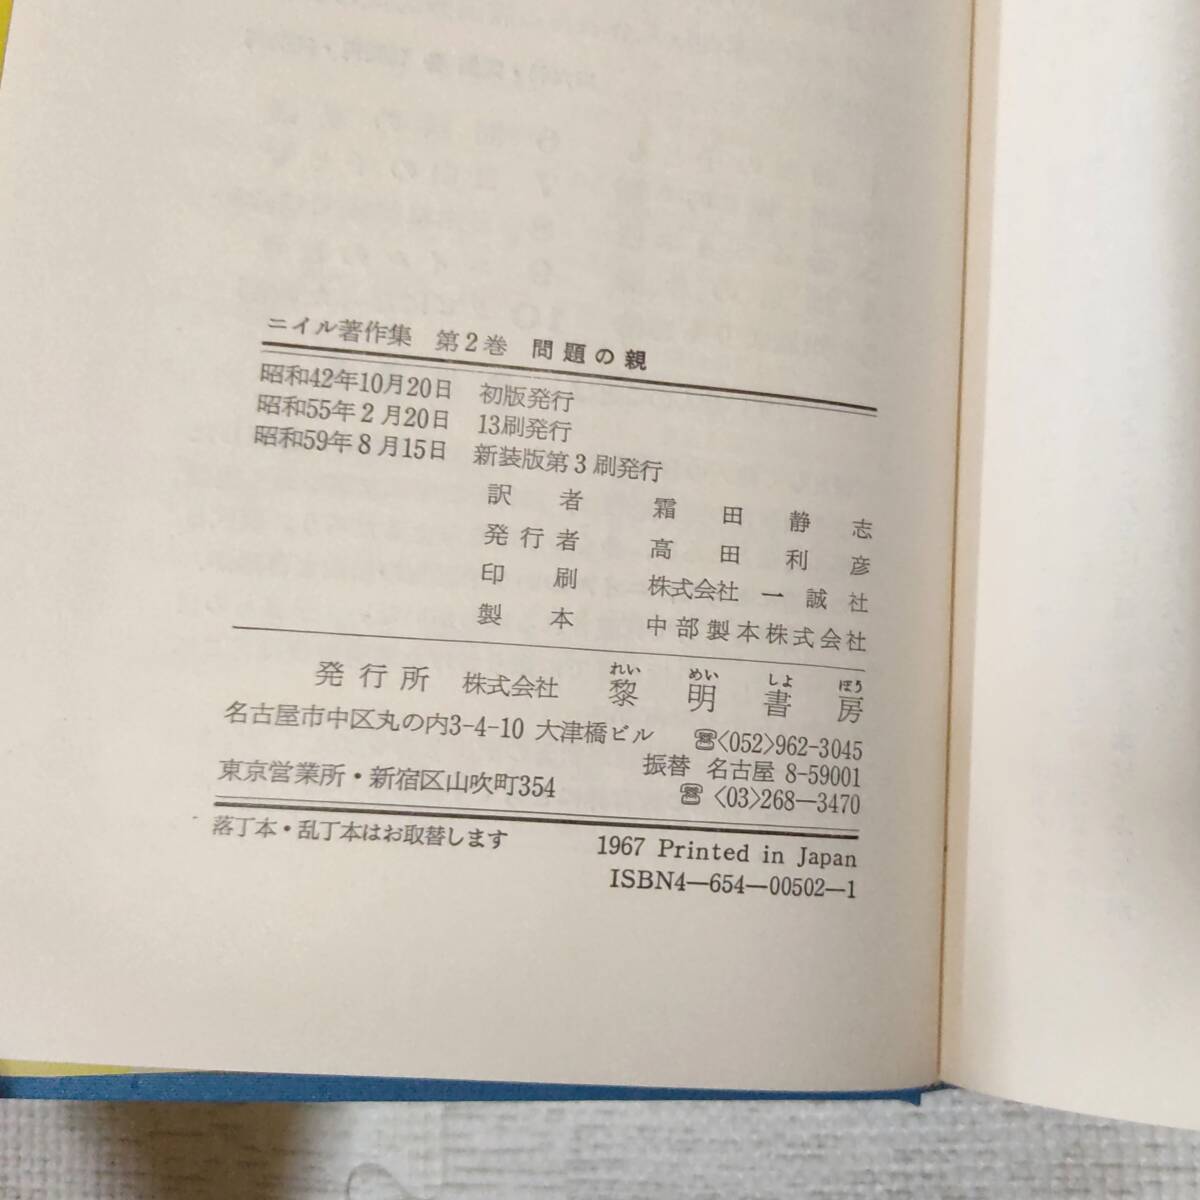 ニイル著作集　第2巻　問題の親
昭和42年10月20日　初版発行
昭和55年2月20日　13刷発行
昭和59年8月15日　新装版第3刷発行
訳者　霜田静志
発行者　高田利彦
印刷　株式会社一誠社
製本　中部製本株式会社
れい　めい　しよ　ぼう
発行所　株式会社　黎明書房
名古屋市中区丸の内3-4-10　大津橋ビル　☎<052>962-3045
振替　名古屋　8-59001
東京営業所・新宿区山吹町354　☎<03>268—3470
落丁本・乱丁本はお取替します　1967 Printed in Japan
ISBN4—654—00502—1